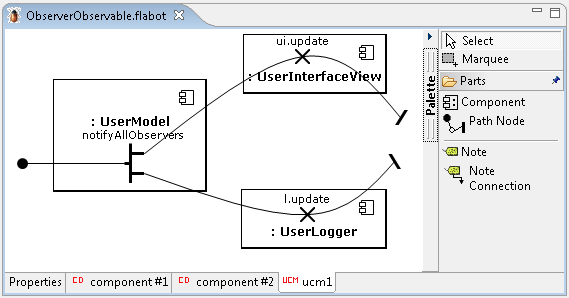 ObserverObservable.flabot
ui.update
: UserInterfaceView
: UserModel
notifyAllObservers
l.update
: UserLogger
Palette
Select
Marquee
Parts
Component
Path Node
Note
Note
Connection
Properties
CD component #1
CD component #2
UCM ucm1